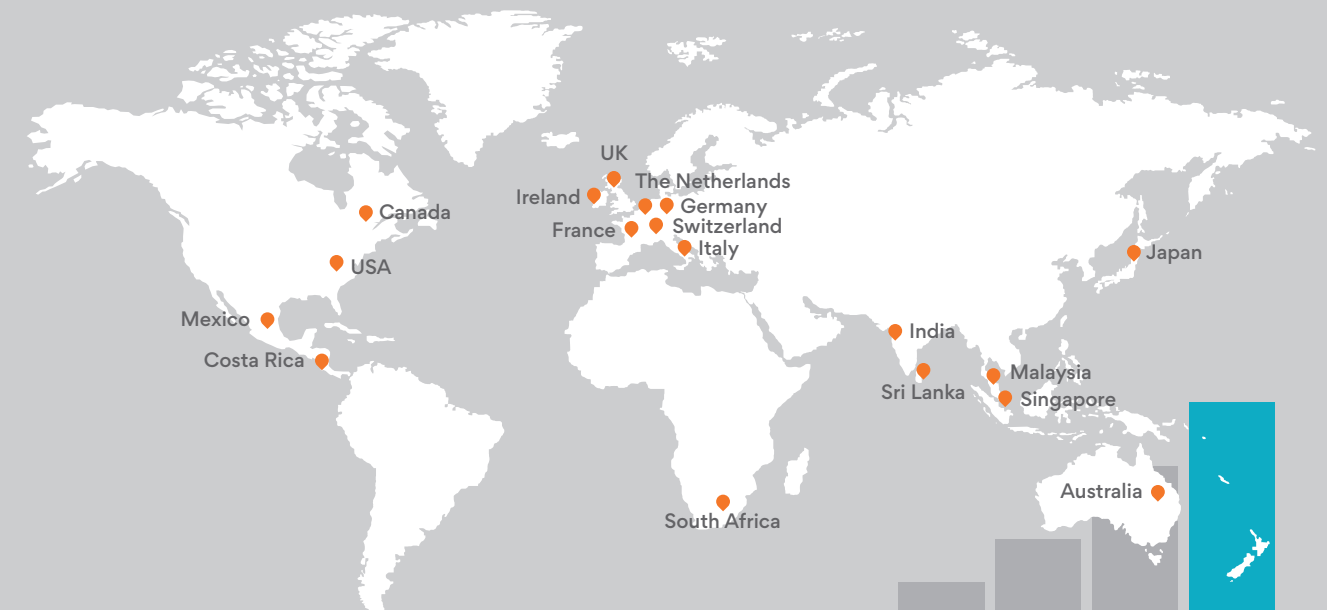 UK
The Netherlands
Ireland
Germany
Canada
Switzerland
France
Italy
Japan
USA
Mexico
India
Costa Rica
Malaysia
Sri Lanka
Singapore
Australia
South Africa